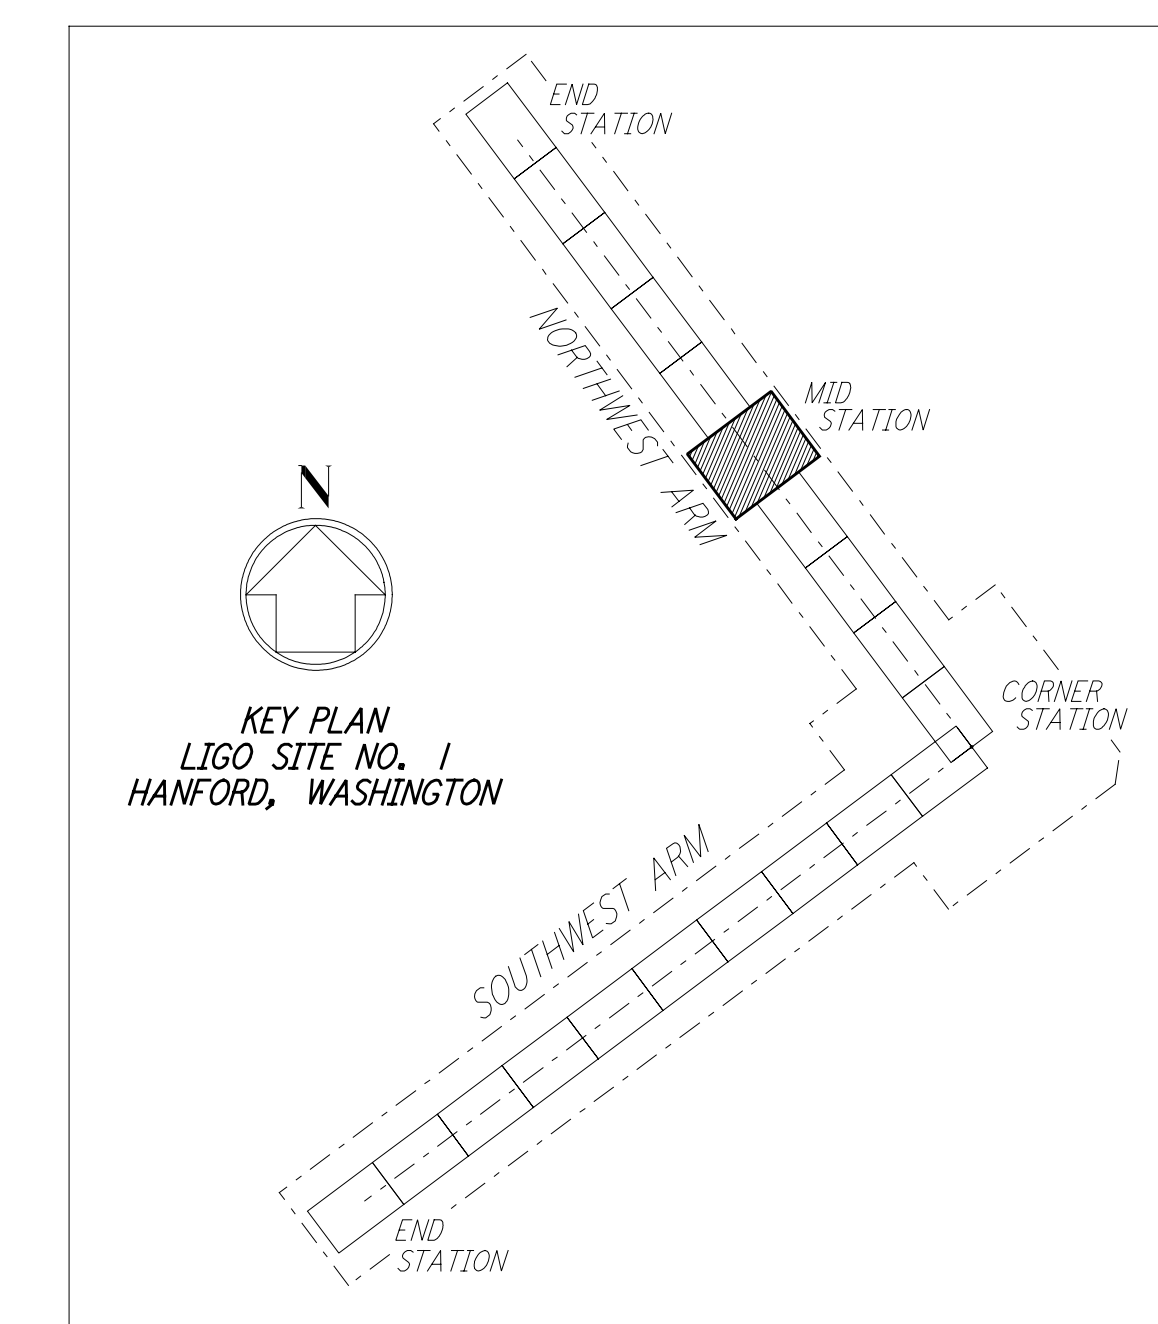 END
STATION
NORTHWEST ARM
MID
STATION
N
KEY PLAN
LIGO SITE NO. 1
HANFORD, WASHINGTON
CORNER
STATION
SOUTHWEST ARM
END
STATION